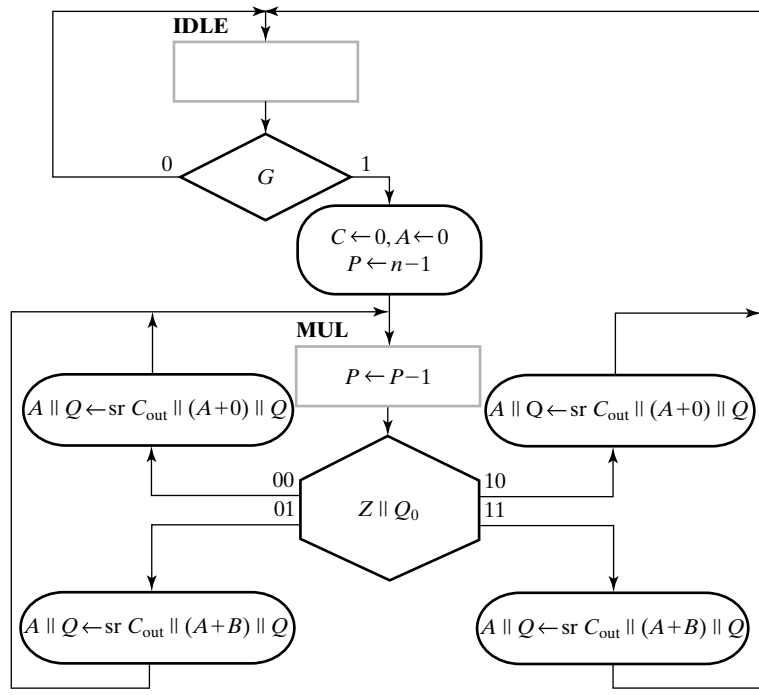 IDLE
0
1
G
C ← 0, A ← 0
P ← n−1
MUL
P ← P−1
A || Q ← sr C_out || (A+0) || Q
A || Q ← sr C_out || (A+0) || Q
00
10
01
11
Z || Q_0
A || Q ← sr C_out || (A+B) || Q
A || Q ← sr C_out || (A+B) || Q